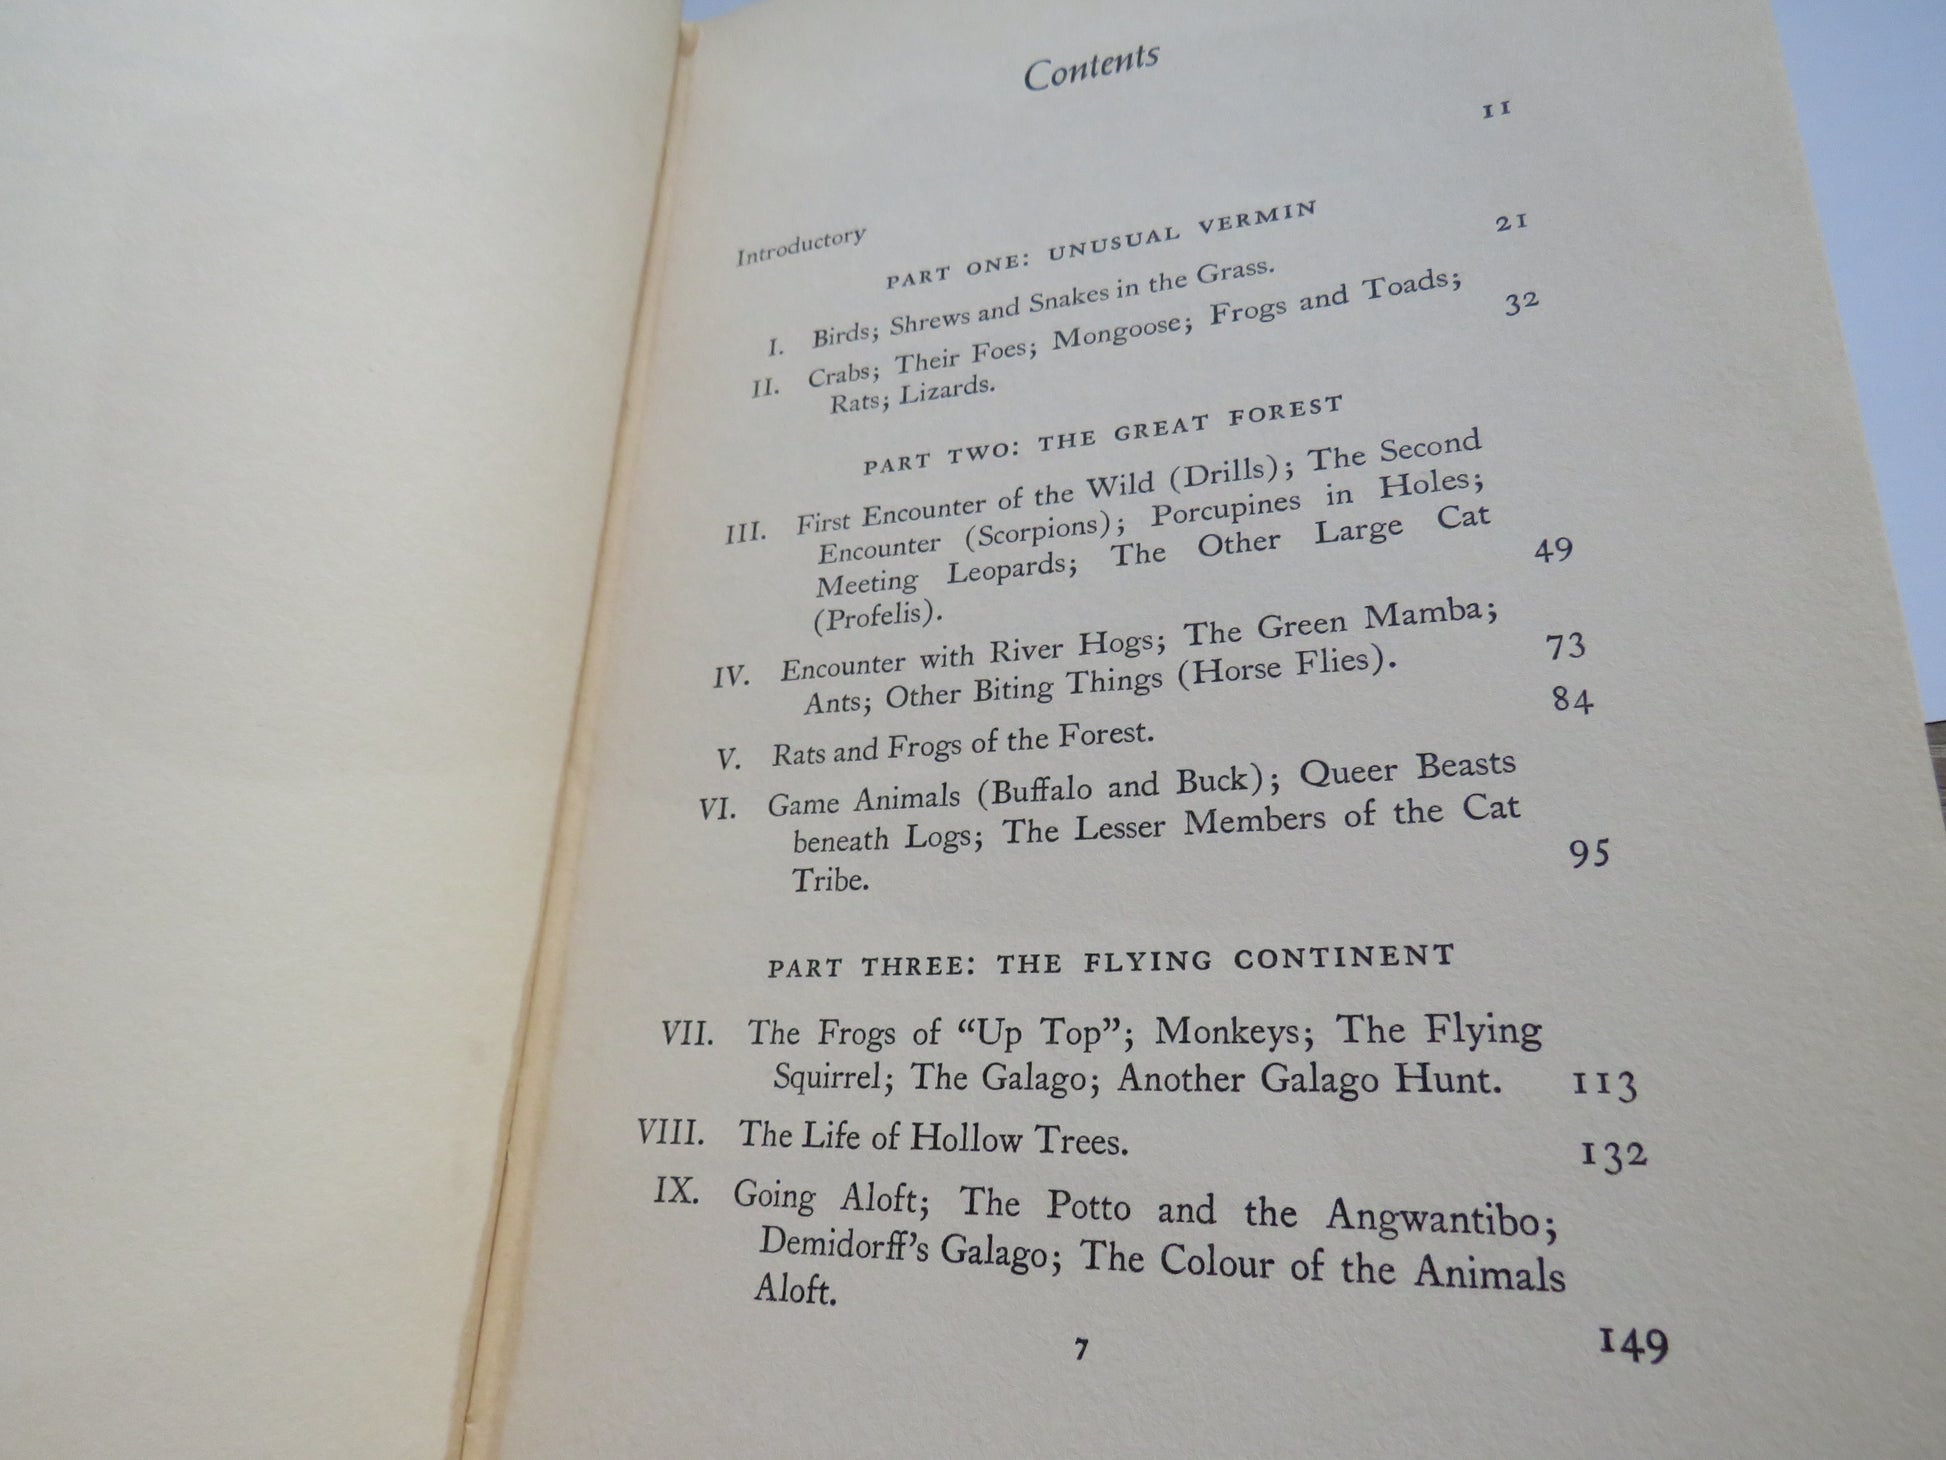 Contents
Introductory 11
PART ONE: UNUSUAL VERMIN
I. Birds; Shrews and Snakes in the Grass. 21
II. Crabs; Their Foes; Mongoose; Frogs and Toads;
Rats; Lizards. 32
PART TWO: THE GREAT FOREST
III. First Encounter of the Wild (Drills); The Second
Encounter (Scorpions); Porcupines in Holes;
Meeting Leopards; The Other Large Cat
(Profelis). 49
IV. Encounter with River Hogs; The Green Mamba;
Ants; Other Biting Things (Horse Flies). 73
V. Rats and Frogs of the Forest. 84
VI. Game Animals (Buffalo and Buck); Queer Beasts
beneath Logs; The Lesser Members of the Cat
Tribe. 95
PART THREE: THE FLYING CONTINENT
VII. The Frogs of “Up Top”; Monkeys; The Flying
Squirrel; The Galago; Another Galago Hunt. 113
VIII. The Life of Hollow Trees. 132
IX. Going Aloft; The Potto and the Angwantibo;
Demidorff’s Galago; The Colour of the Animals
Aloft. 149
7